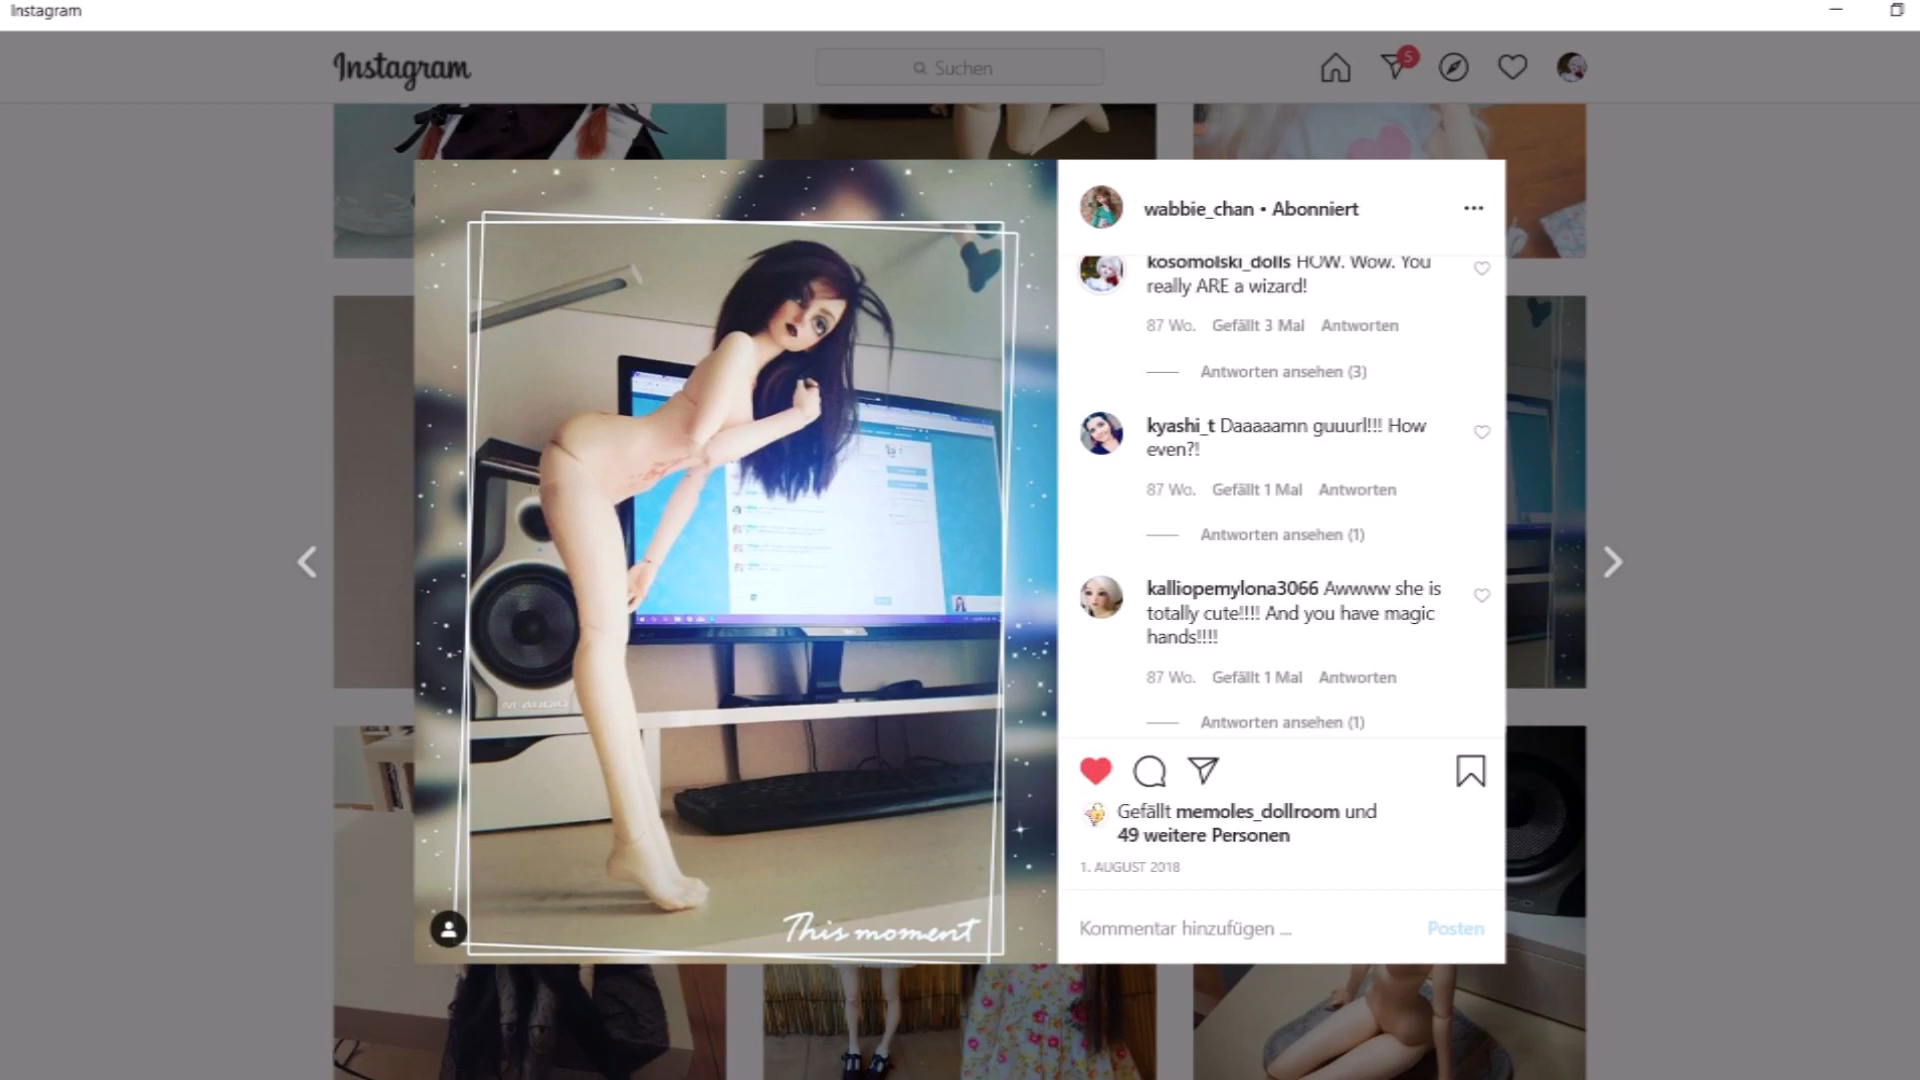 Instagram
Instagram
Suchen
5
wabbie_chan • Abonniert
kosomolski_dolls HOW. Wow. You
really ARE a wizard!
87 Wo. Gefällt 3 Mal Antworten
Antworten ansehen (3)
kyashi_t Daaaaamn guuurl!!! How
even?!
87 Wo. Gefällt 1 Mal Antworten
Antworten ansehen (1)
kalliopemylona3066 Awwww she is
totally cute!!!! And you have magic
hands!!!!
87 Wo. Gefällt 1 Mal Antworten
Antworten ansehen (1)
Gefällt memoles_dollroom und
49 weitere Personen
1. AUGUST 2018
Kommentar hinzufügen ... Posten
M-AUDIO
This moment